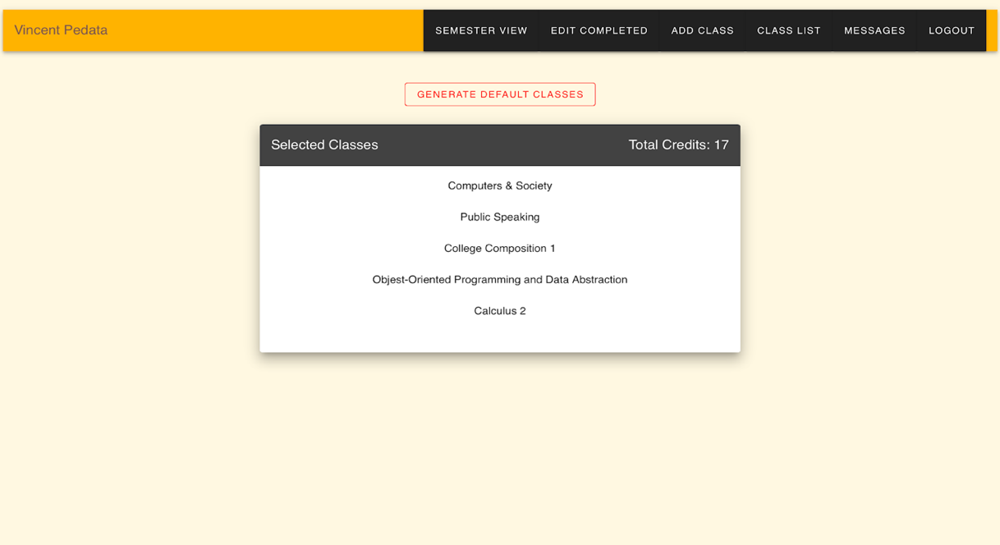 Vincent Pedata
SEMESTER VIEW EDIT COMPLETED ADD CLASS CLASS LIST MESSAGES LOGOUT
GENERATE DEFAULT CLASSES
Selected Classes Total Credits: 17
Computers & Society
Public Speaking
College Composition 1
Objest-Oriented Programming and Data Abstraction
Calculus 2